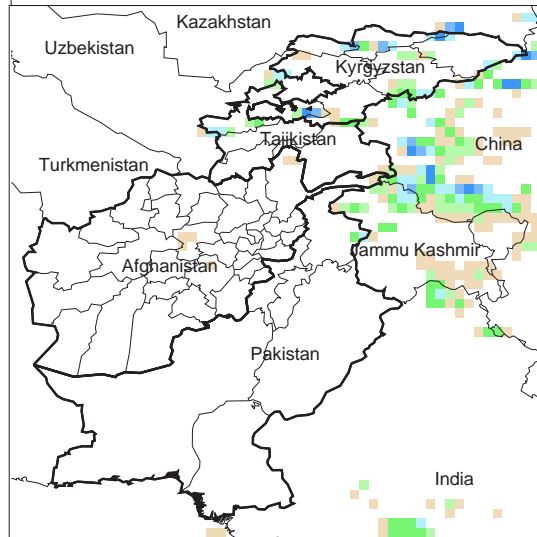 Kazakhstan
Uzbekistan
Kyrgyzstan
Tajikistan
China
Turkmenistan
Jammu Kashmir
Afghanistan
Pakistan
India